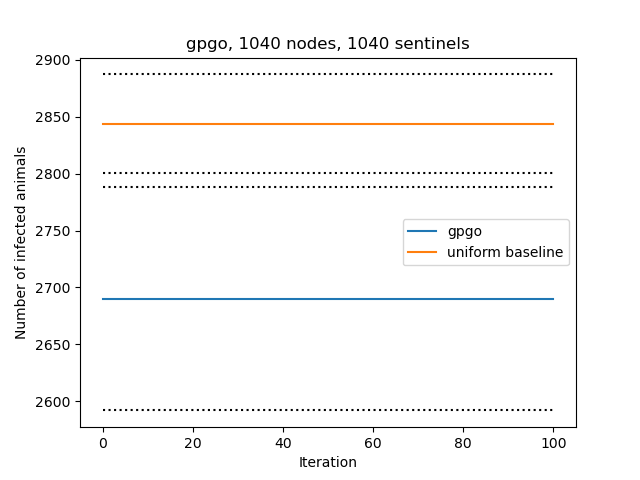 gpgo, 1040 nodes, 1040 sentinels
2900
2850
2800
2750
2700
2650
2600
Number of infected animals
gpgo
uniform baseline
0 20 40 60 80 100
Iteration